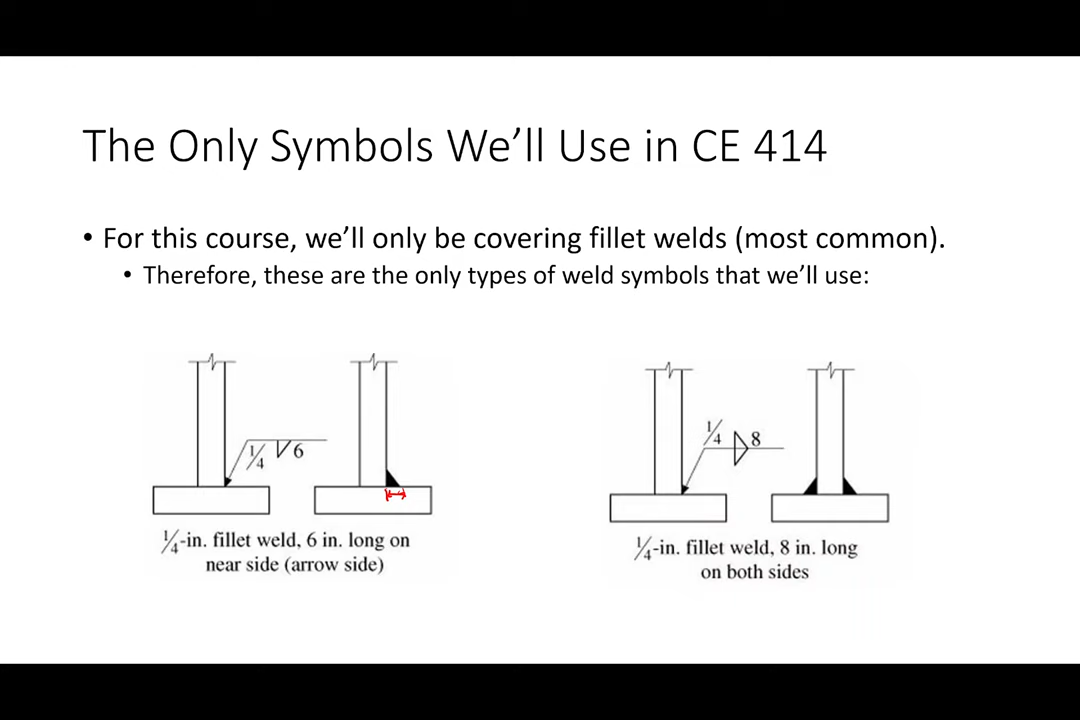 The Only Symbols We’ll Use in CE 414
• For this course, we’ll only be covering fillet welds (most common).
• Therefore, these are the only types of weld symbols that we’ll use:
1/4 6
1/4 8
1/4-in. fillet weld, 6 in. long on
near side (arrow side)
1/4-in. fillet weld, 8 in. long
on both sides